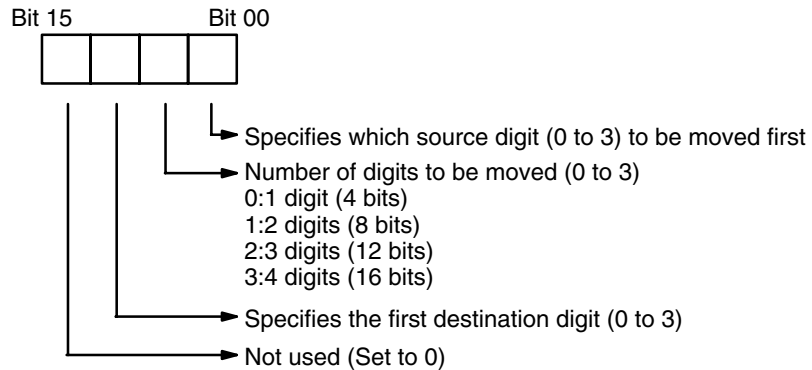 Bit 15 Bit 00
Specifies which source digit (0 to 3) to be moved first
Number of digits to be moved (0 to 3)
0:1 digit (4 bits)
1:2 digits (8 bits)
2:3 digits (12 bits)
3:4 digits (16 bits)
Specifies the first destination digit (0 to 3)
Not used (Set to 0)